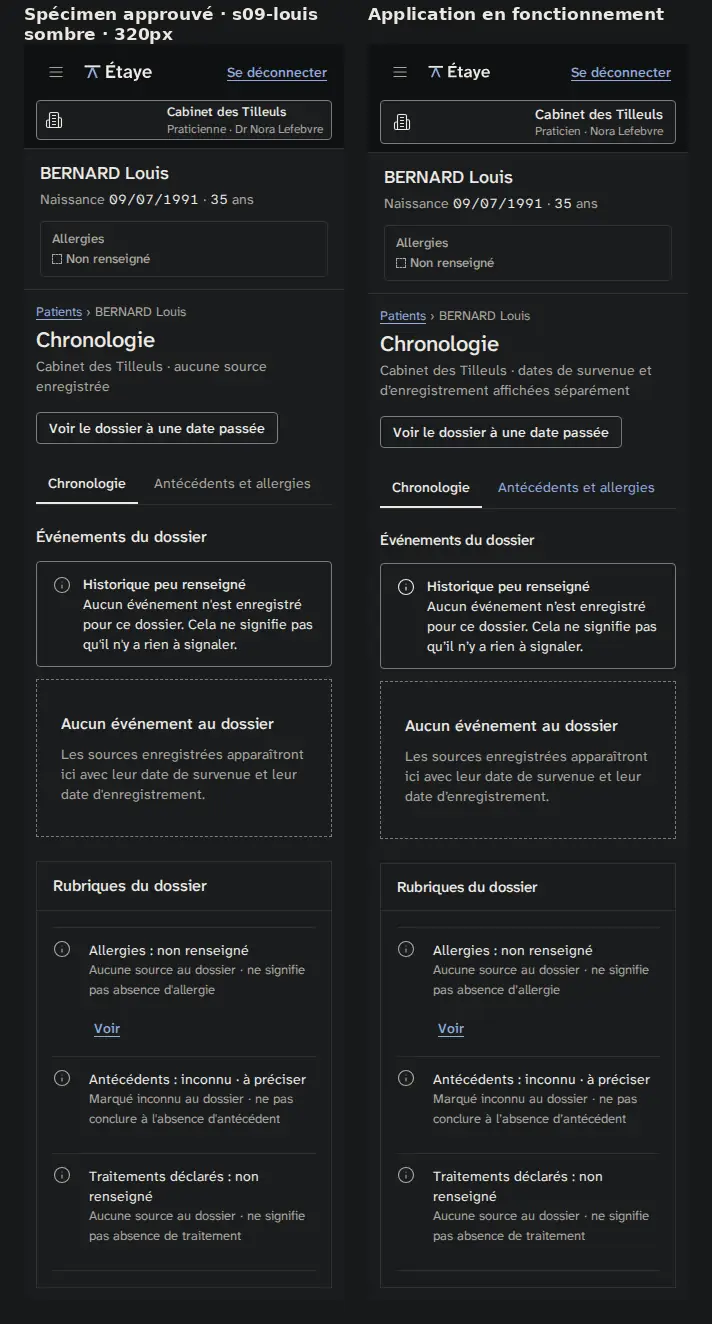 Spécimen approuvé · s09-louis
sombre · 320px
Étaye
Se déconnecter
Cabinet des Tilleuls
Praticienne · Dr Nora Lefebvre
BERNARD Louis
Naissance 09/07/1991 · 35 ans
Allergies
Non renseigné
Patients › BERNARD Louis
Chronologie
Cabinet des Tilleuls · aucune source
enregistrée
Voir le dossier à une date passée
Chronologie
Antécédents et allergies
Événements du dossier
Historique peu renseigné
Aucun événement n'est enregistré
pour ce dossier. Cela ne signifie pas
qu'il n'y a rien à signaler.
Aucun événement au dossier
Les sources enregistrées apparaîtront
ici avec leur date de survenue et leur
date d'enregistrement.
Rubriques du dossier
Allergies : non renseigné
Aucune source au dossier · ne signifie
pas absence d'allergie
Voir
Antécédents : inconnu · à préciser
Marqué inconnu au dossier · ne pas
conclure à l'absence d'antécédent
Traitements déclarés : non
renseigné
Aucune source au dossier · ne signifie
pas absence de traitement
Application en fonctionnement
Étaye
Se déconnecter
Cabinet des Tilleuls
Praticien · Nora Lefebvre
BERNARD Louis
Naissance 09/07/1991 · 35 ans
Allergies
Non renseigné
Patients › BERNARD Louis
Chronologie
Cabinet des Tilleuls · dates de survenue et
d'enregistrement affichées séparément
Voir le dossier à une date passée
Chronologie
Antécédents et allergies
Événements du dossier
Historique peu renseigné
Aucun événement n'est enregistré
pour ce dossier. Cela ne signifie pas
qu'il n'y a rien à signaler.
Aucun événement au dossier
Les sources enregistrées apparaîtront
ici avec leur date de survenue et leur
date d'enregistrement.
Rubriques du dossier
Allergies : non renseigné
Aucune source au dossier · ne signifie
pas absence d'allergie
Voir
Antécédents : inconnu · à préciser
Marqué inconnu au dossier · ne pas
conclure à l'absence d'antécédent
Traitements déclarés : non
renseigné
Aucune source au dossier · ne signifie
pas absence de traitement